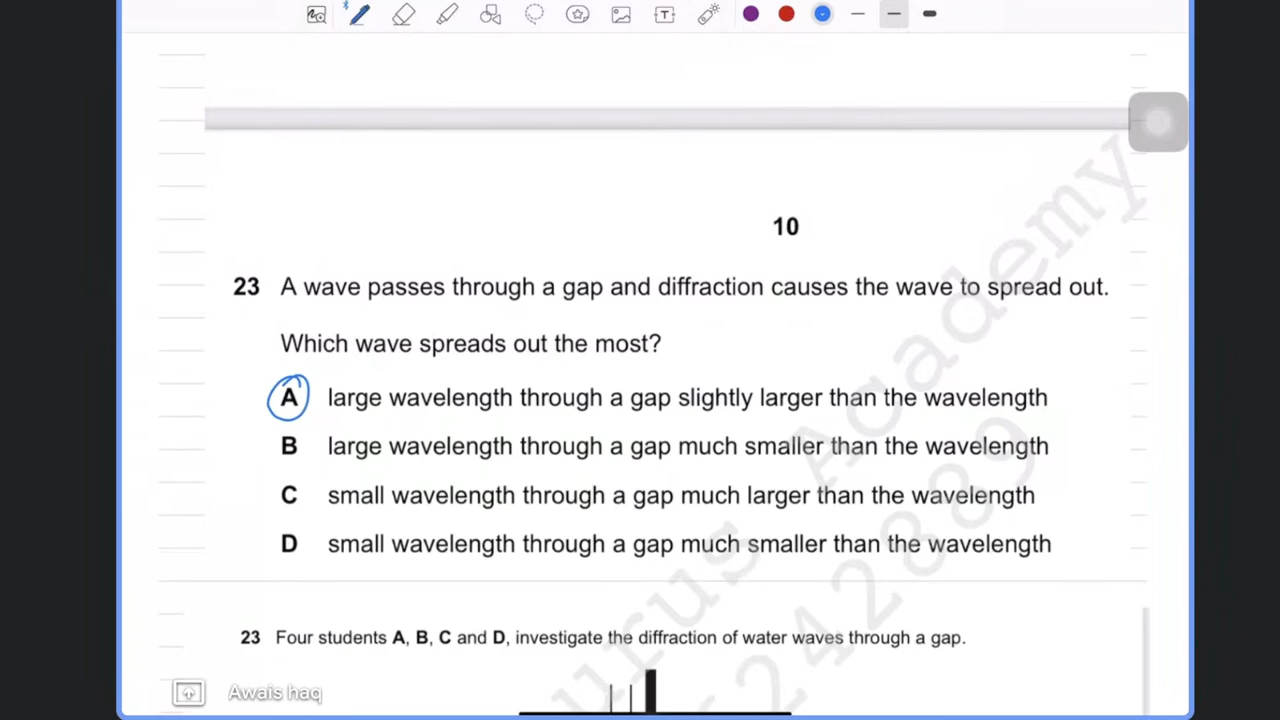 10
23 A wave passes through a gap and diffraction causes the wave to spread out.
Which wave spreads out the most?
A large wavelength through a gap slightly larger than the wavelength
B large wavelength through a gap much smaller than the wavelength
C small wavelength through a gap much larger than the wavelength
D small wavelength through a gap much smaller than the wavelength
23 Four students A, B, C and D, investigate the diffraction of water waves through a gap.
Awais haq
Academy